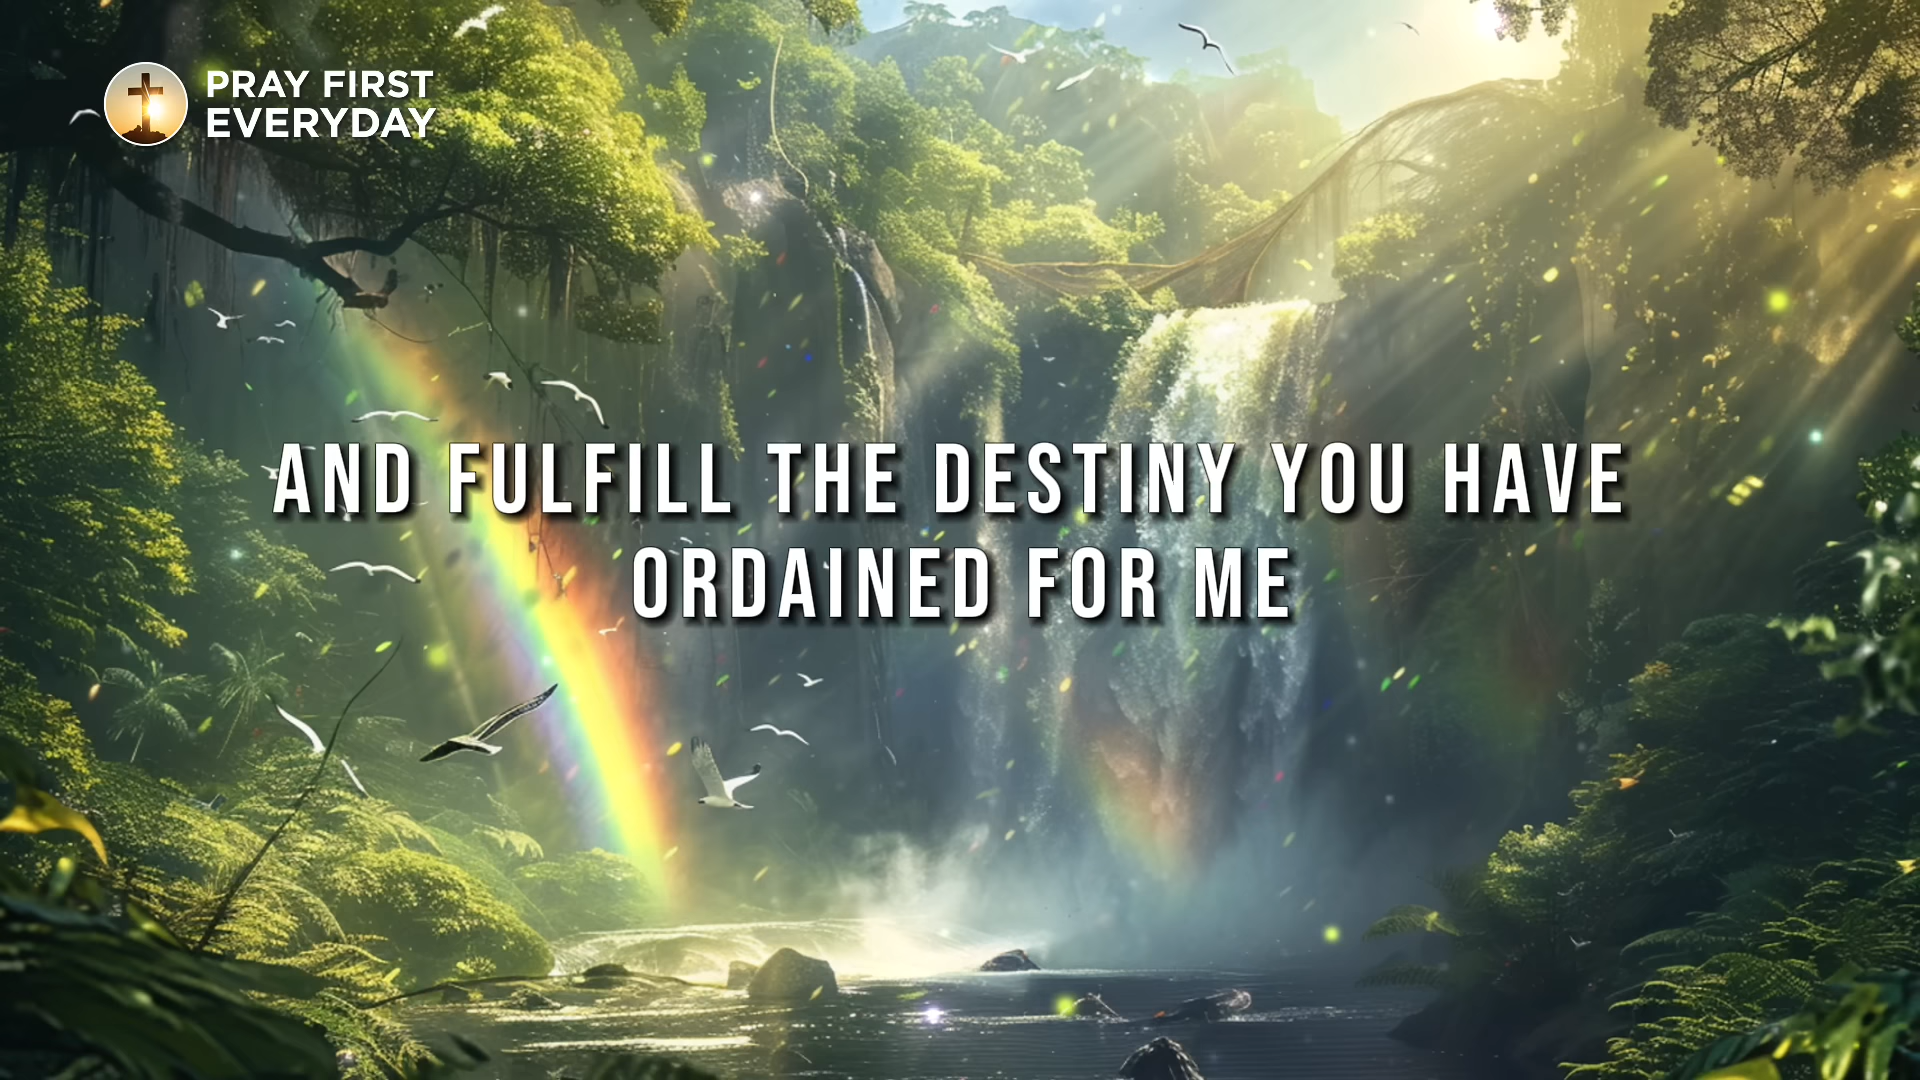 PRAY FIRST
EVERYDAY
AND FULFILL THE DESTINY YOU HAVE
ORDAINED FOR ME